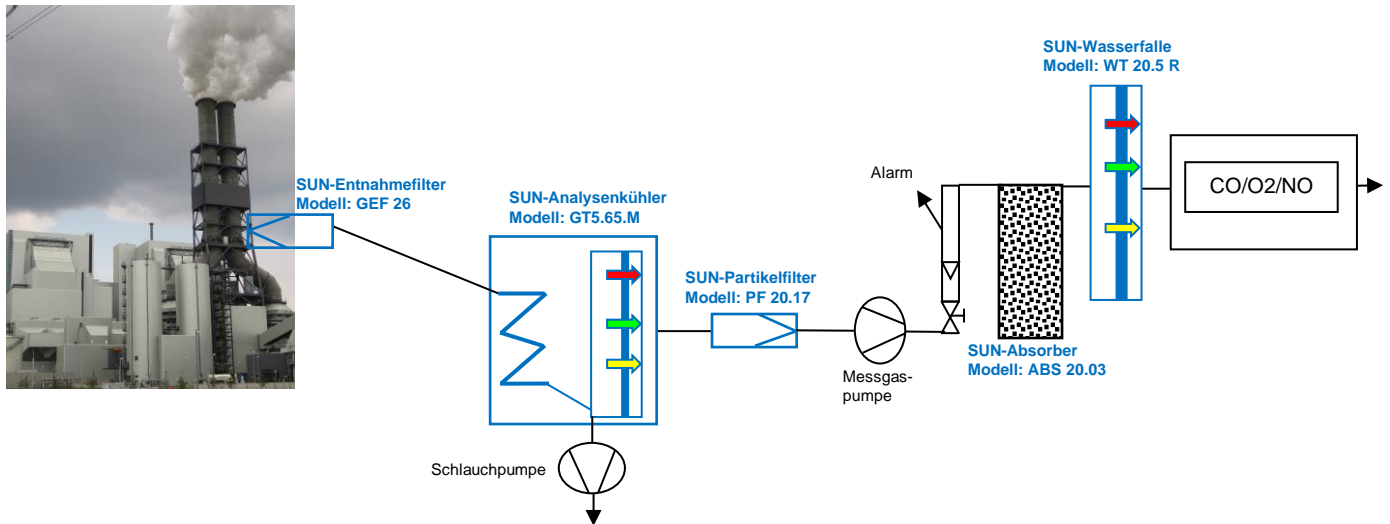 SUN-Wasserfalle
Modell: WT 20.5 R
Alarm
CO/O2/NO
SUN-Entnahmefilter
Modell: GEF 26
SUN-Analysenkühler
Modell: GT5.65.M
SUN-Partikelfilter
Modell: PF 20.17
SUN-Absorber
Modell: ABS 20.03
Messgas-
pumpe
Schlauchpumpe